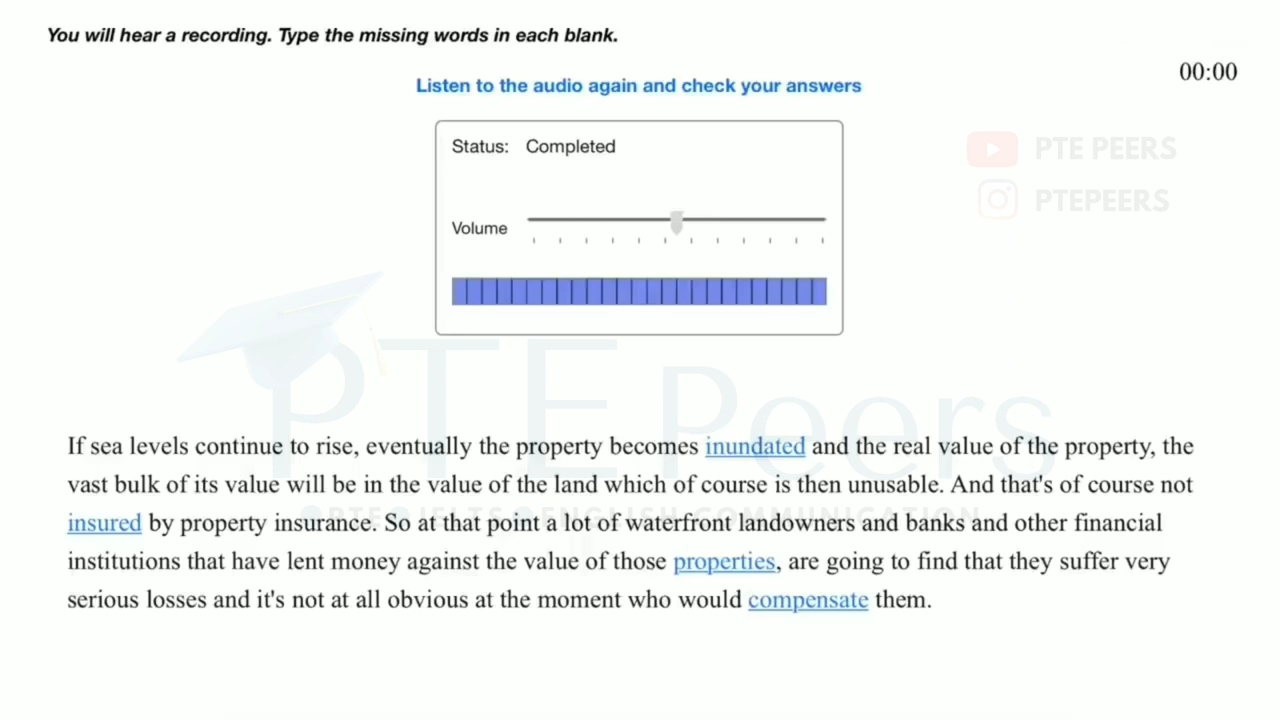 You will hear a recording. Type the missing words in each blank.
00:00
Listen to the audio again and check your answers
Status: Completed
PTE PEERS
PTEPEERS
Volume
PTE Peers
If sea levels continue to rise, eventually the property becomes inundated and the real value of the property, the
vast bulk of its value will be in the value of the land which of course is then unusable. And that's of course not
PTE IELTS ENGLISH COMMUNICATION
insured by property insurance. So at that point a lot of waterfront landowners and banks and other financial
institutions that have lent money against the value of those properties, are going to find that they suffer very
serious losses and it's not at all obvious at the moment who would compensate them.